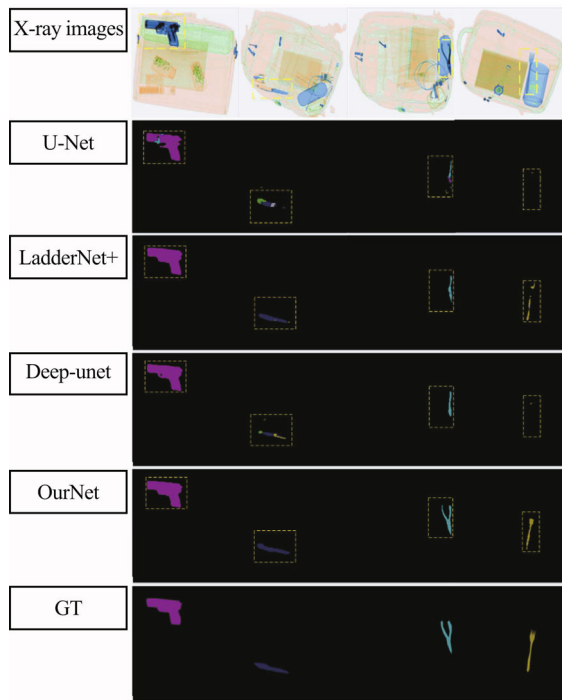 X-ray images
U-Net
LadderNet+
Deep-unet
OurNet
GT